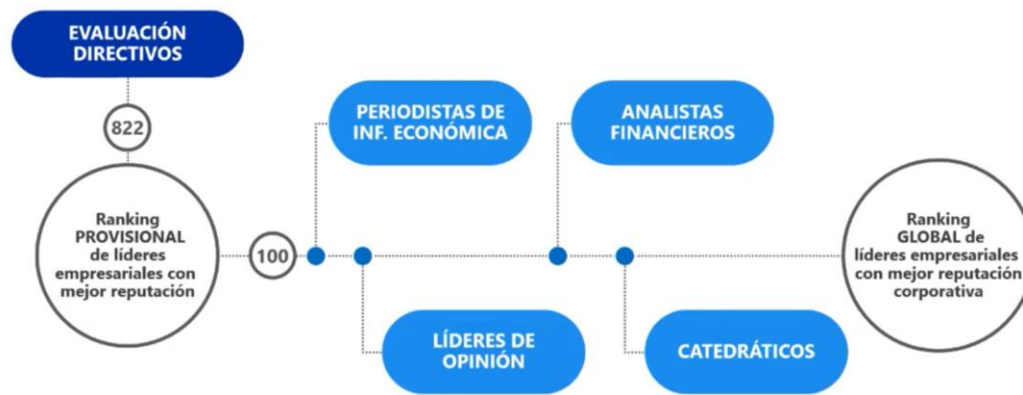 EVALUACIÓN
DIRECTIVOS
822
Ranking
PROVISIONAL
de líderes
empresariales con
mejor reputación
100
PERIODISTAS DE
INF. ECONÓMICA
LÍDERES DE
OPINIÓN
ANALISTAS
FINANCIEROS
CATEDRÁTICOS
Ranking
GLOBAL de
líderes empresariales
con mejor reputación
corporativa